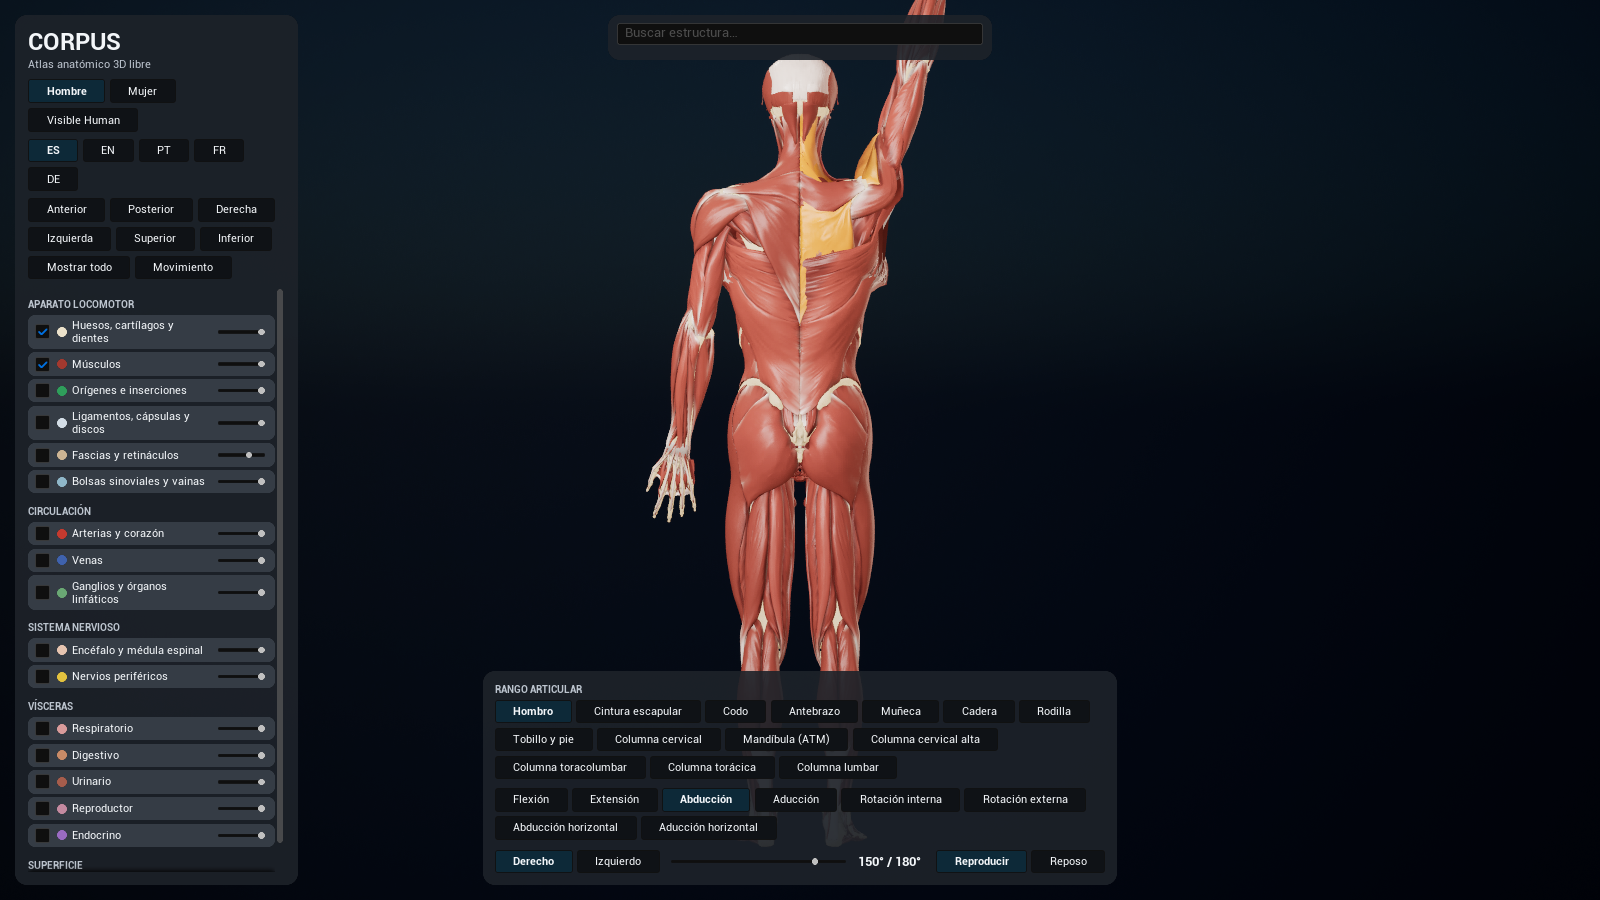 CORPUS
Atlas anatómico 3D libre
Hombre
Mujer
Visible Human
ES
EN
PT
FR
DE
Anterior
Posterior
Derecha
Izquierda
Superior
Inferior
Mostrar todo
Movimiento
APARATO LOCOMOTOR
Huesos, cartílagos y
dientes
Músculos
Orígenes e inserciones
Ligamentos, cápsulas y
discos
Fascias y retináculos
Bolsas sinoviales y vainas
CIRCULACIÓN
Arterias y corazón
Venas
Ganglios y órganos
linfáticos
SISTEMA NERVIOSO
Encéfalo y médula espinal
Nervios periféricos
VÍSCERAS
Respiratorio
Digestivo
Urinario
Reproductor
Endocrino
SUPERFICIE
Buscar estructura...
RANGO ARTICULAR
Hombro
Cintura escapular
Codo
Antebrazo
Muñeca
Cadera
Rodilla
Tobillo y pie
Columna cervical
Mandíbula (ATM)
Columna cervical alta
Columna toracolumbar
Columna torácica
Columna lumbar
Flexión
Extensión
Abducción
Aducción
Rotación interna
Rotación externa
Abducción horizontal
Aducción horizontal
Derecho
Izquierdo
150° / 180°
Reproducir
Reposo